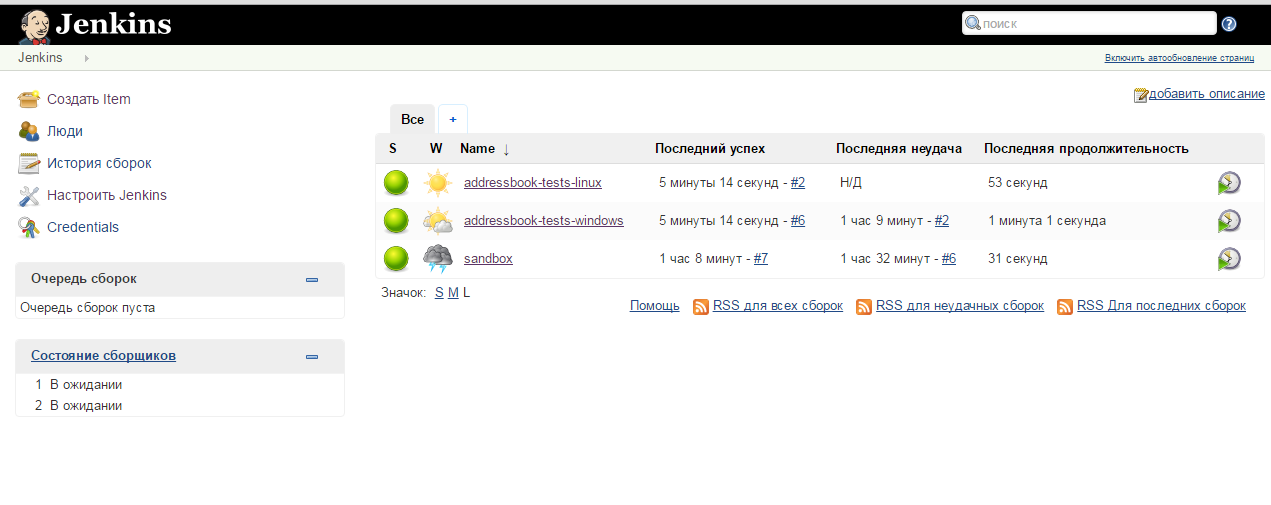 Jenkins
поиск
Jenkins
Включить автообновление страниц
Создать Item
Люди
История сборок
Настроить Jenkins
Credentials
Очередь сборок
Очередь сборок пуста
Состояние сборщиков
1 В ожидании
2 В ожидании
добавить описание
Все +
S W Name ↓ Последний успех Последняя неудача Последняя продолжительность
addressbook-tests-linux 5 минуты 14 секунд - #2 Н/Д 53 секунд
addressbook-tests-windows 5 минуты 14 секунд - #6 1 час 9 минут - #2 1 минута 1 секунда
sandbox 1 час 8 минут - #7 1 час 32 минут - #6 31 секунд
Значок: S M L
Помощь RSS для всех сборок RSS для неудачных сборок RSS Для последних сборок